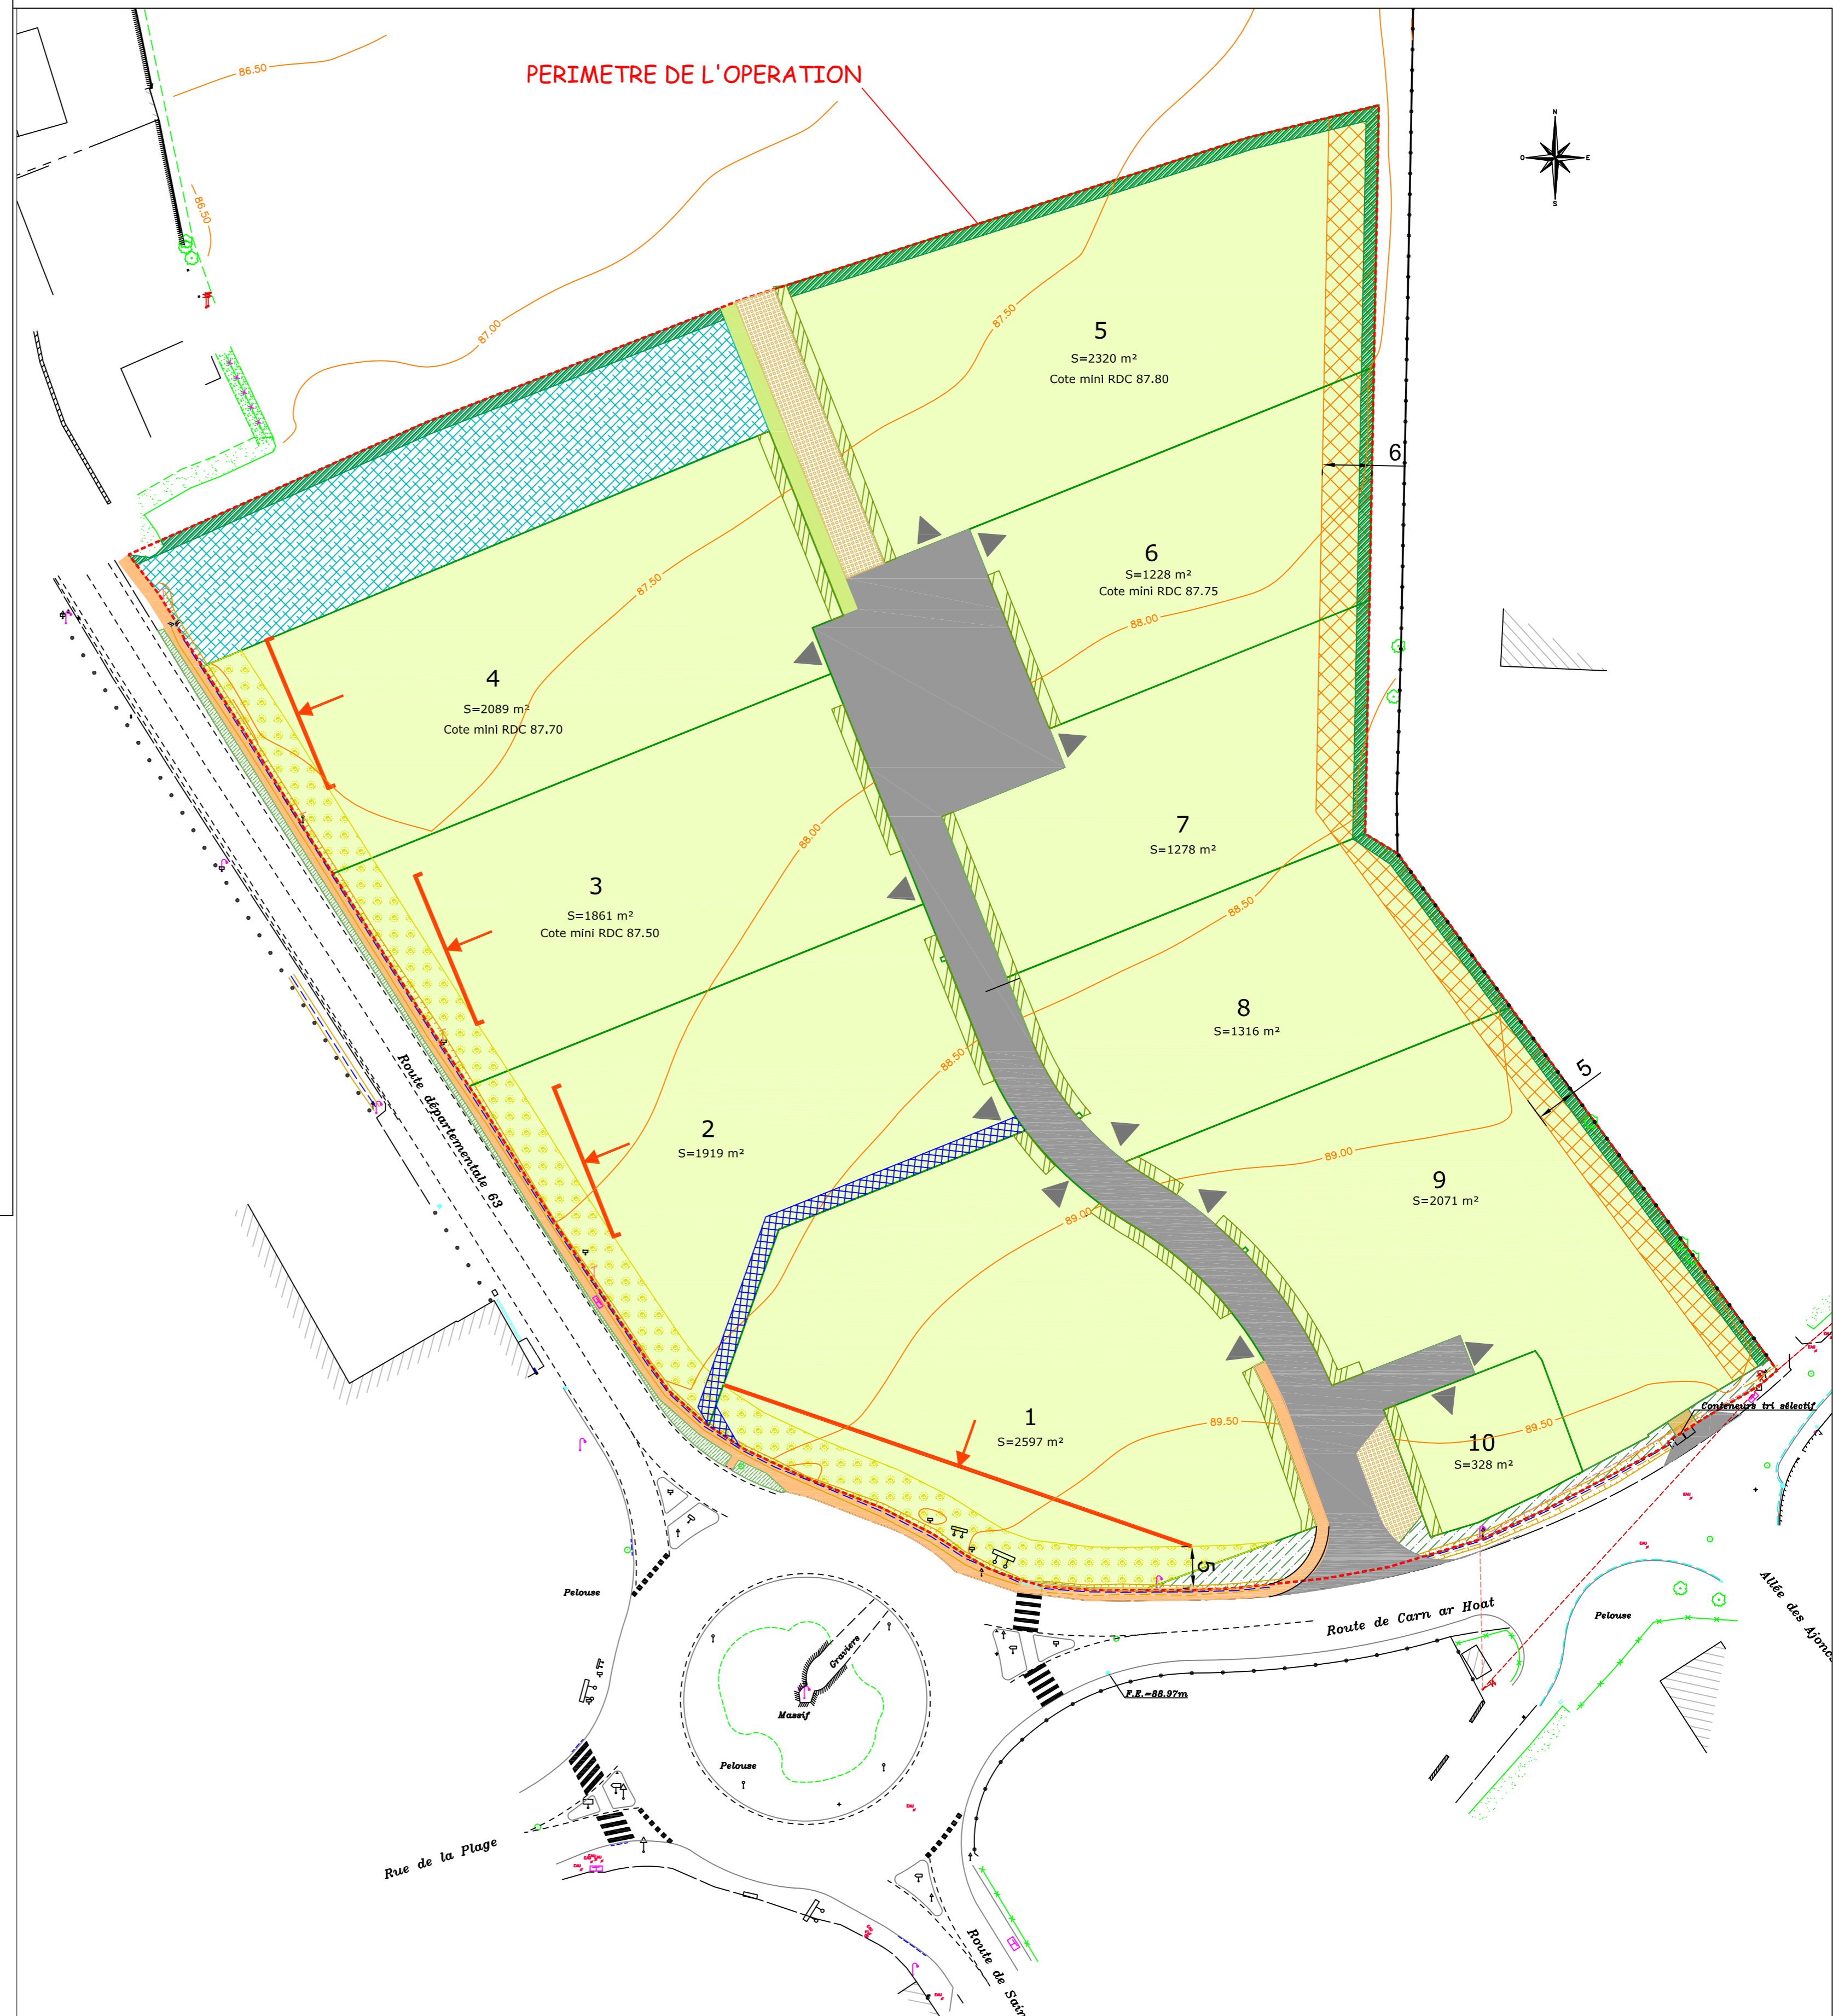 PERIMETRE DE L'OPERATION
86.50
86.50
N
O
E
S
87.00
87.50
5
S=2320 m²
Cote mini RDC 87.80
6
6
S=1228 m²
Cote mini RDC 87.75
88.00
87.50
4
S=2089 m²
Cote mini RDC 87.70
7
S=1278 m²
88.00
3
S=1861 m²
Cote mini RDC 87.50
88.50
8
S=1316 m²
88.50
5
Route départementale 63
2
S=1919 m²
89.00
9
S=2071 m²
89.00
1
S=2597 m²
89.50
10
S=328 m²
89.50
Conteneurs tri sélectif
5
Pelouse
Route de Carn ar Hoat
Pelouse
Allée des Ajoncs
Graviers
Massif
F.E.=88.97m
Pelouse
Rue de la Plage
Route de Sain